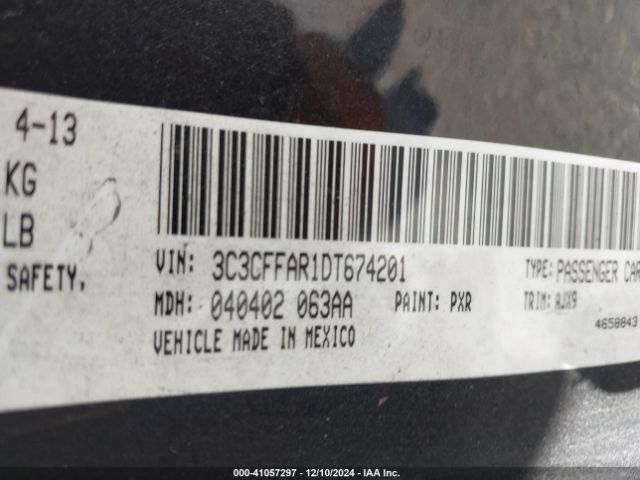 4-13
KG
LB
SAFETY,
VIN: 3C3CFFAR1DT674201 TYPE: PASSENGER CAR
MDH: 040402 063AA PAINT: PXR TRIM: AJX9
4658843
VEHICLE MADE IN MEXICO
000-41057297 - 12/10/2024 - IAA Inc.